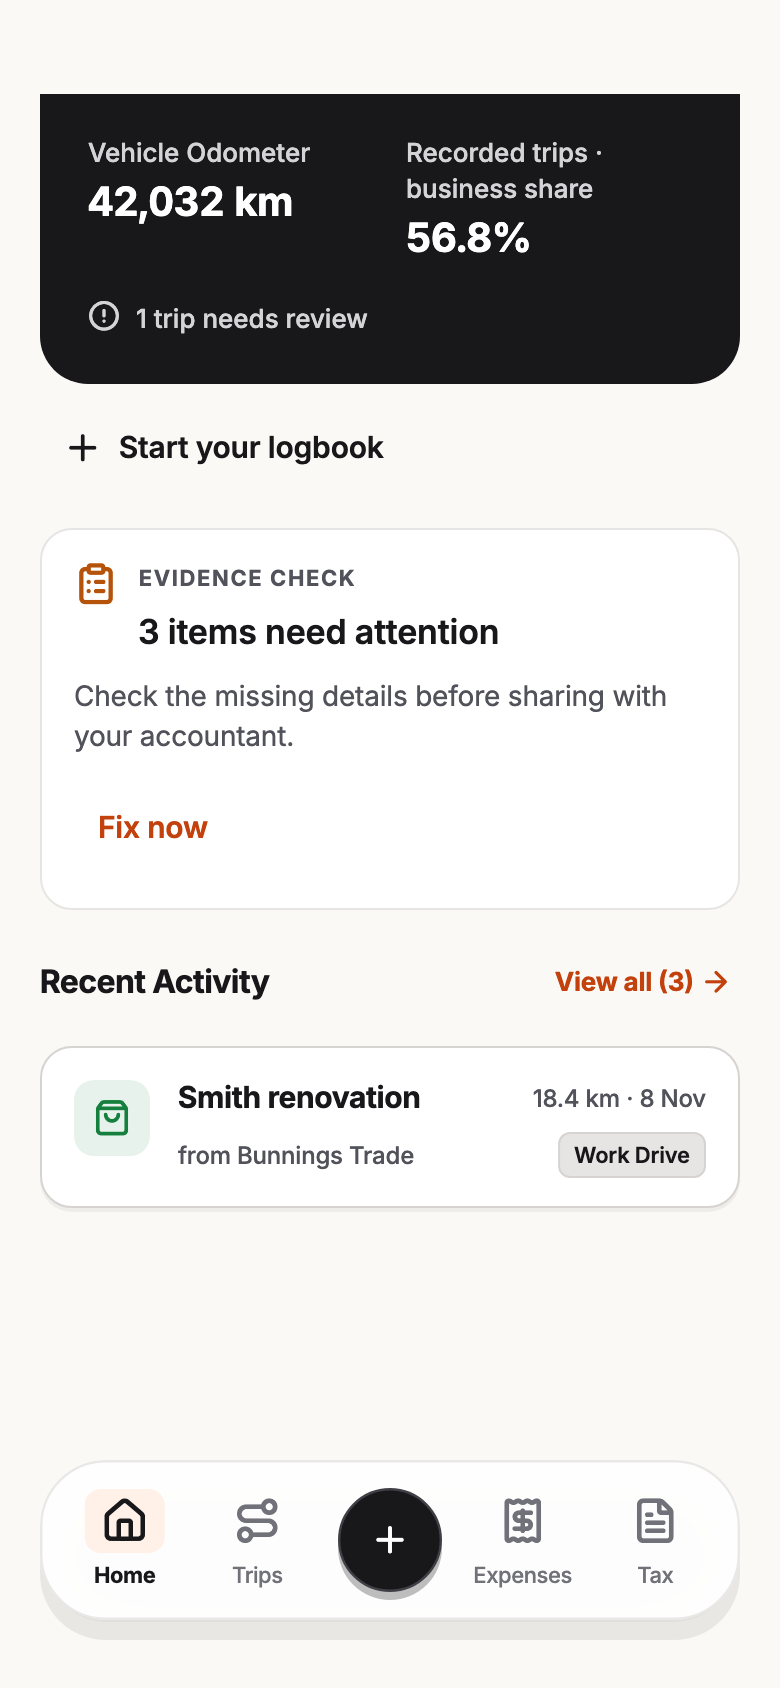 Vehicle Odometer
42,032 km
Recorded trips ·
business share
56.8%
1 trip needs review
Start your logbook
EVIDENCE CHECK
3 items need attention
Check the missing details before sharing with
your accountant.
Fix now
Recent Activity
View all (3) →
Smith renovation
18.4 km · 8 Nov
from Bunnings Trade
Work Drive
Home
Trips
Expenses
Tax